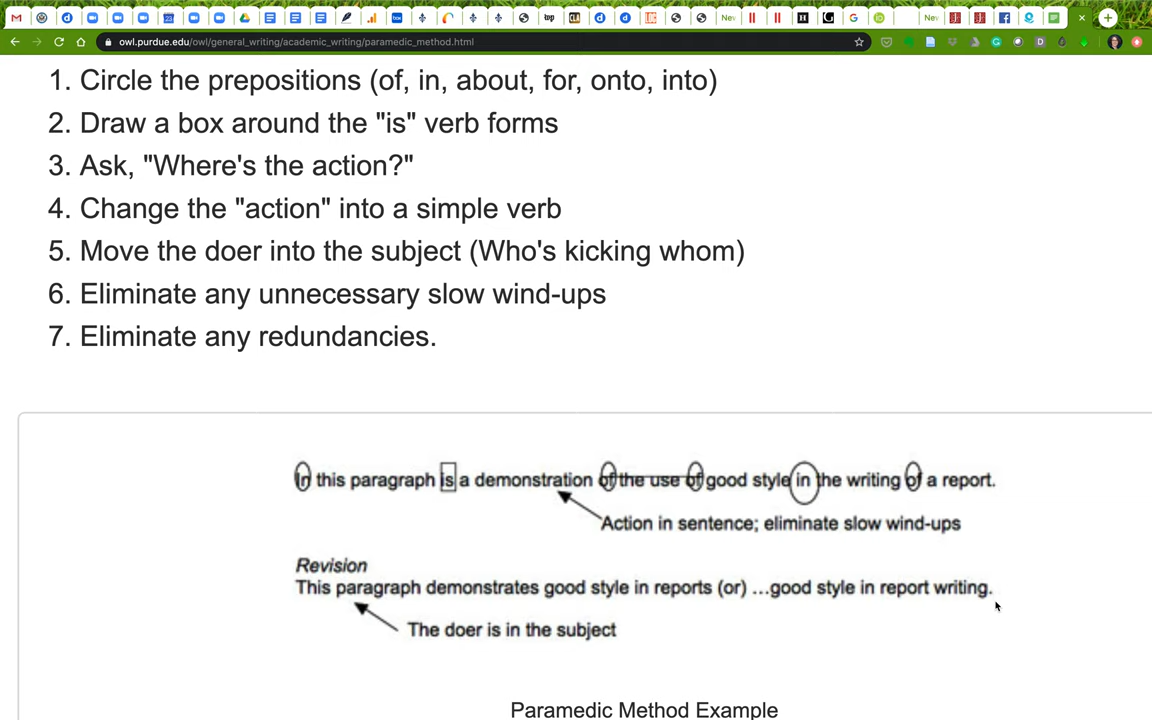 owl.purdue.edu/owl/general_writing/academic_writing/paramedic_method.html
1. Circle the prepositions (of, in, about, for, onto, into)
2. Draw a box around the "is" verb forms
3. Ask, "Where's the action?"
4. Change the "action" into a simple verb
5. Move the doer into the subject (Who's kicking whom)
6. Eliminate any unnecessary slow wind-ups
7. Eliminate any redundancies.
In this paragraph is a demonstration of the use of good style in the writing of a report.
Action in sentence; eliminate slow wind-ups
Revision
This paragraph demonstrates good style in reports (or) ...good style in report writing.
The doer is in the subject
Paramedic Method Example